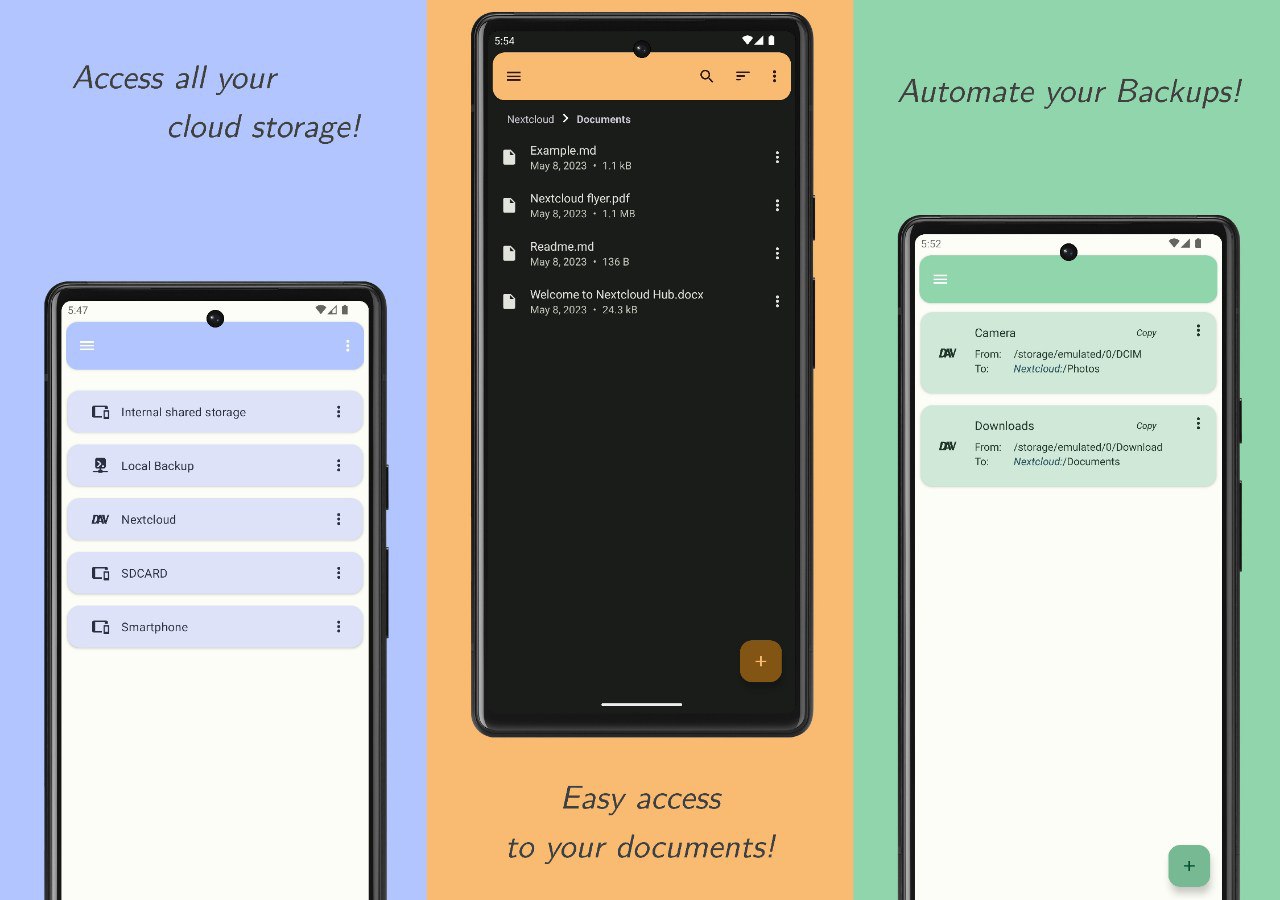 Access all your
cloud storage!
5:47
Internal shared storage
Local Backup
DAV Nextcloud
SDCARD
Smartphone
5:54
Nextcloud Documents
Example.md
May 8, 2023 • 1.1 kB
Nextcloud flyer.pdf
May 8, 2023 • 1.1 MB
Readme.md
May 8, 2023 • 136 B
Welcome to Nextcloud Hub.docx
May 8, 2023 • 24.3 kB
Easy access
to your documents!
Automate your Backups!
5:52
Camera Copy
DAV
From: /storage/emulated/0/DCIM
To: Nextcloud:/Photos
Downloads Copy
DAV
From: /storage/emulated/0/Download
To: Nextcloud:/Documents